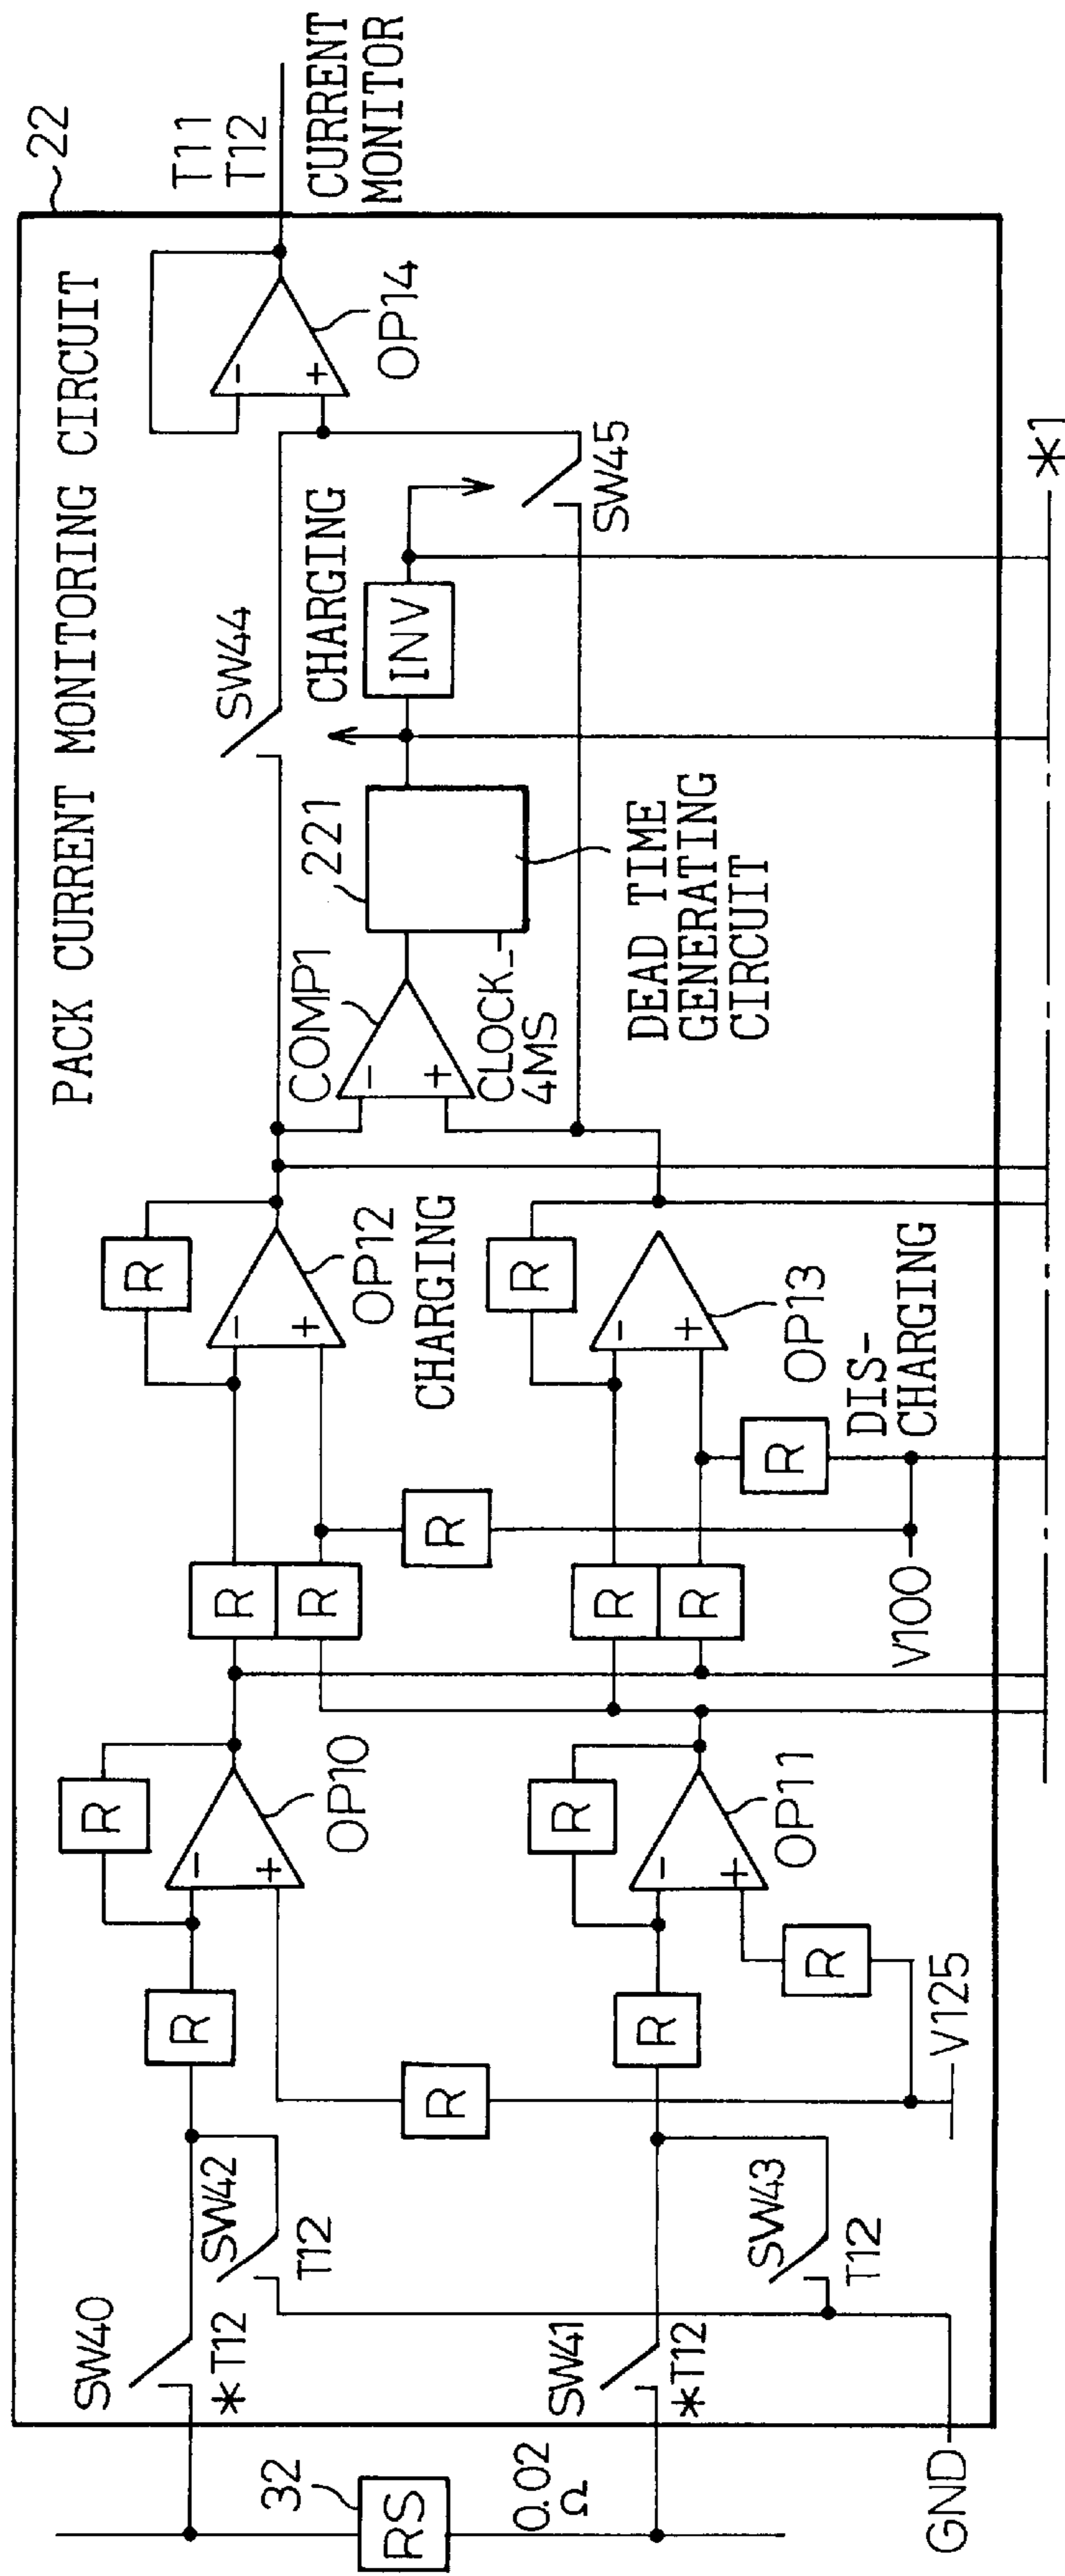 PACK CURRENT MONITORING CIRCUIT
22
T11
T12
CURRENT
MONITOR
SW40
*T12
SW42
T12
R
R
OP10
-
+
R
R
R
R
OP12
-
+
CHARGING
R
SW44
CHARGING
COMP1
-
+
221
CLOCK_
4MS
DEAD TIME
GENERATING
CIRCUIT
INV
SW45
OP14
-
+
32
RS
0.02
Ω
SW41
*T12
SW43
T12
R
R
R
OP11
-
+
R
V125
R
R
R
OP13
-
+
R
DIS-
CHARGING
V100
GND
*1